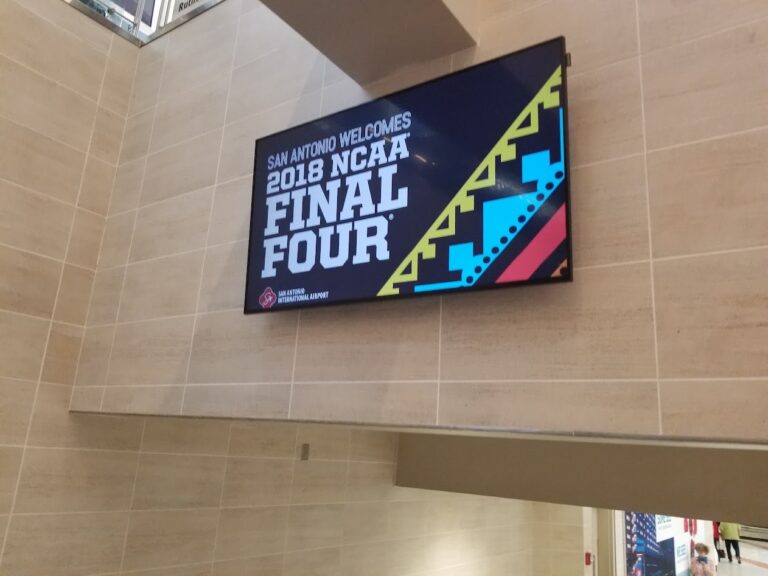 SAN ANTONIO WELCOMES
2018 NCAA®
FINAL
FOUR®
SAN ANTONIO
INTERNATIONAL AIRPORT